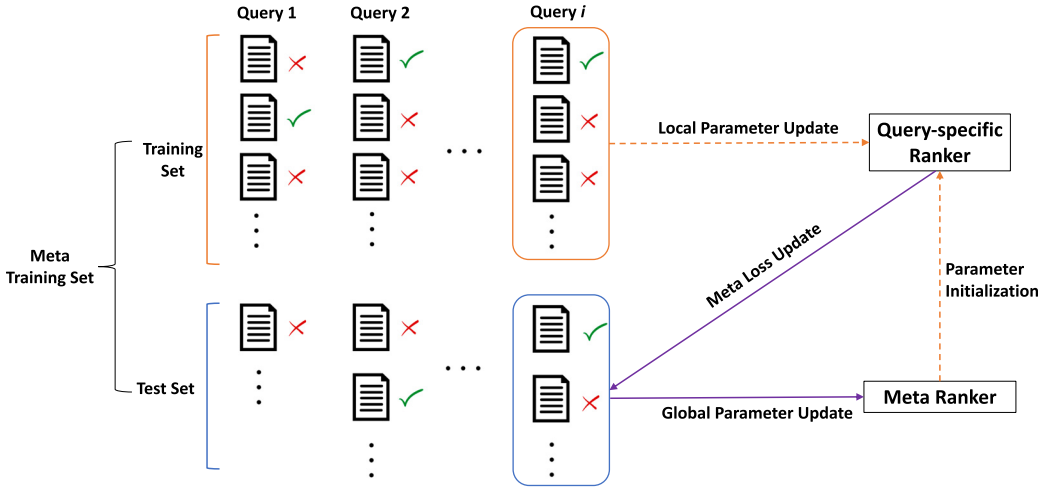 Query 1
Query 2
Query i
Training
Set
Local Parameter Update
Query-specific
Ranker
Meta
Training Set
Meta Loss Update
Parameter
Initialization
Test Set
Global Parameter Update
Meta Ranker